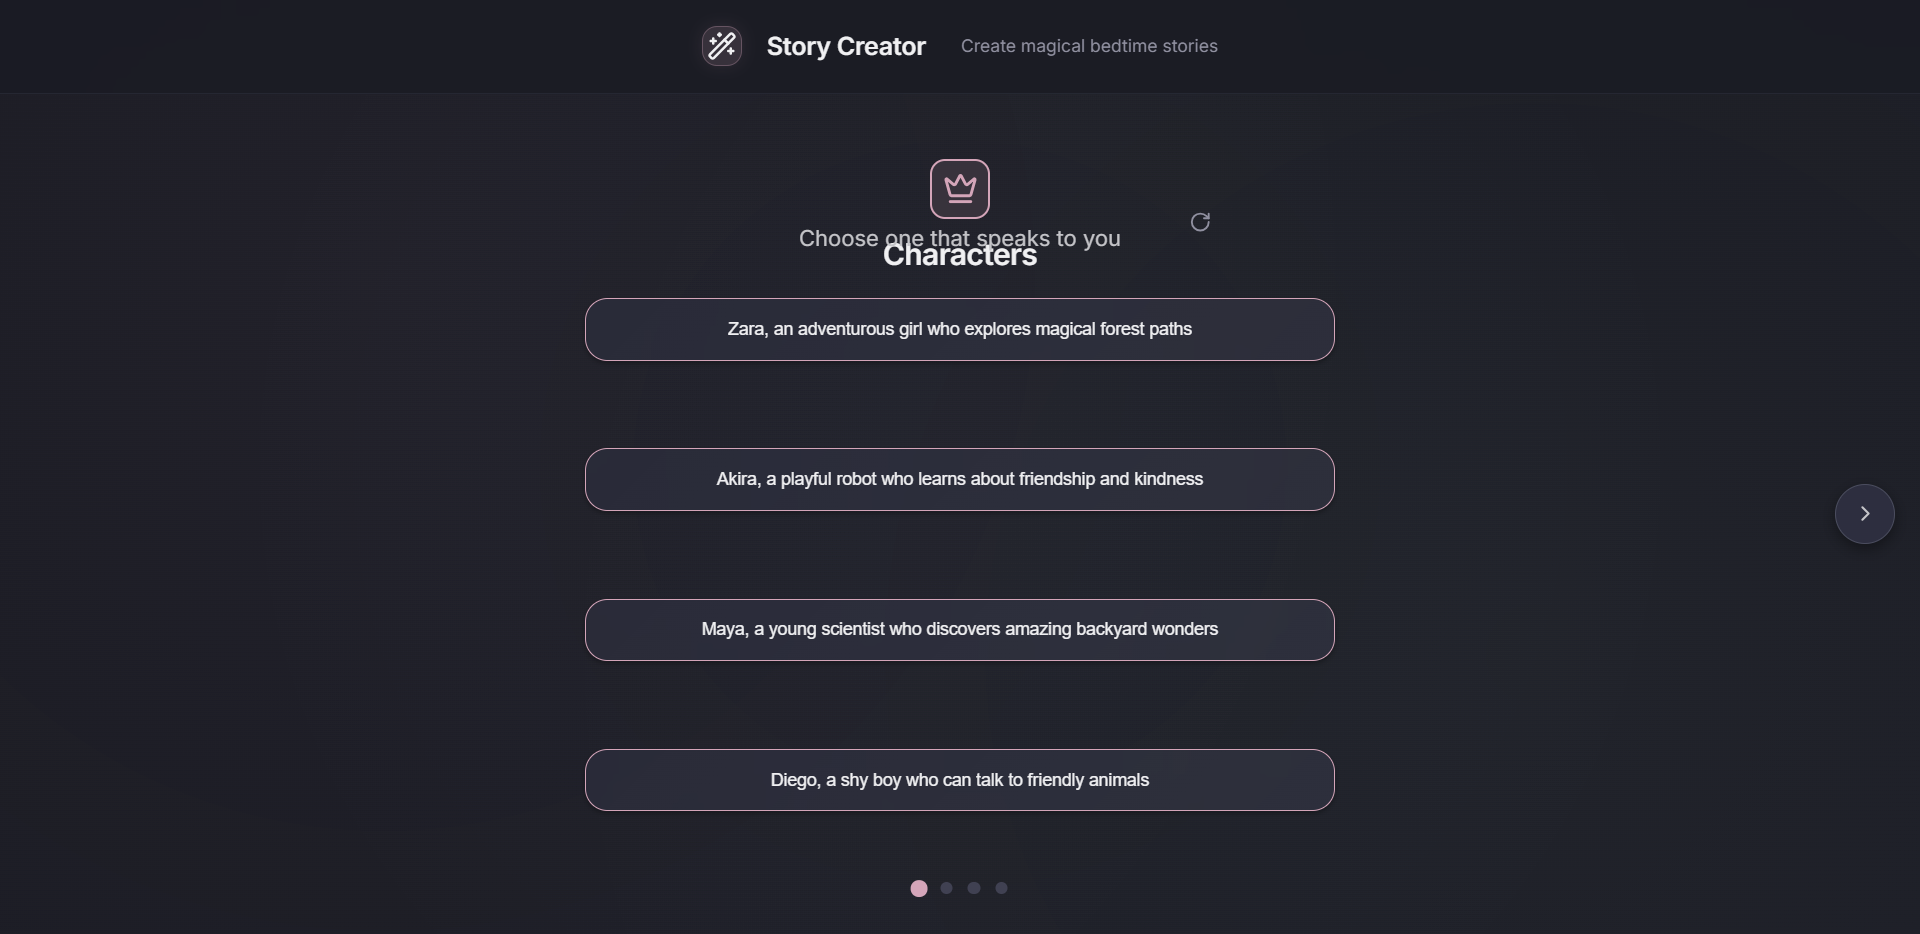 Story Creator
Create magical bedtime stories
Choose one that speaks to you
Characters
Zara, an adventurous girl who explores magical forest paths
Akira, a playful robot who learns about friendship and kindness
Maya, a young scientist who discovers amazing backyard wonders
Diego, a shy boy who can talk to friendly animals